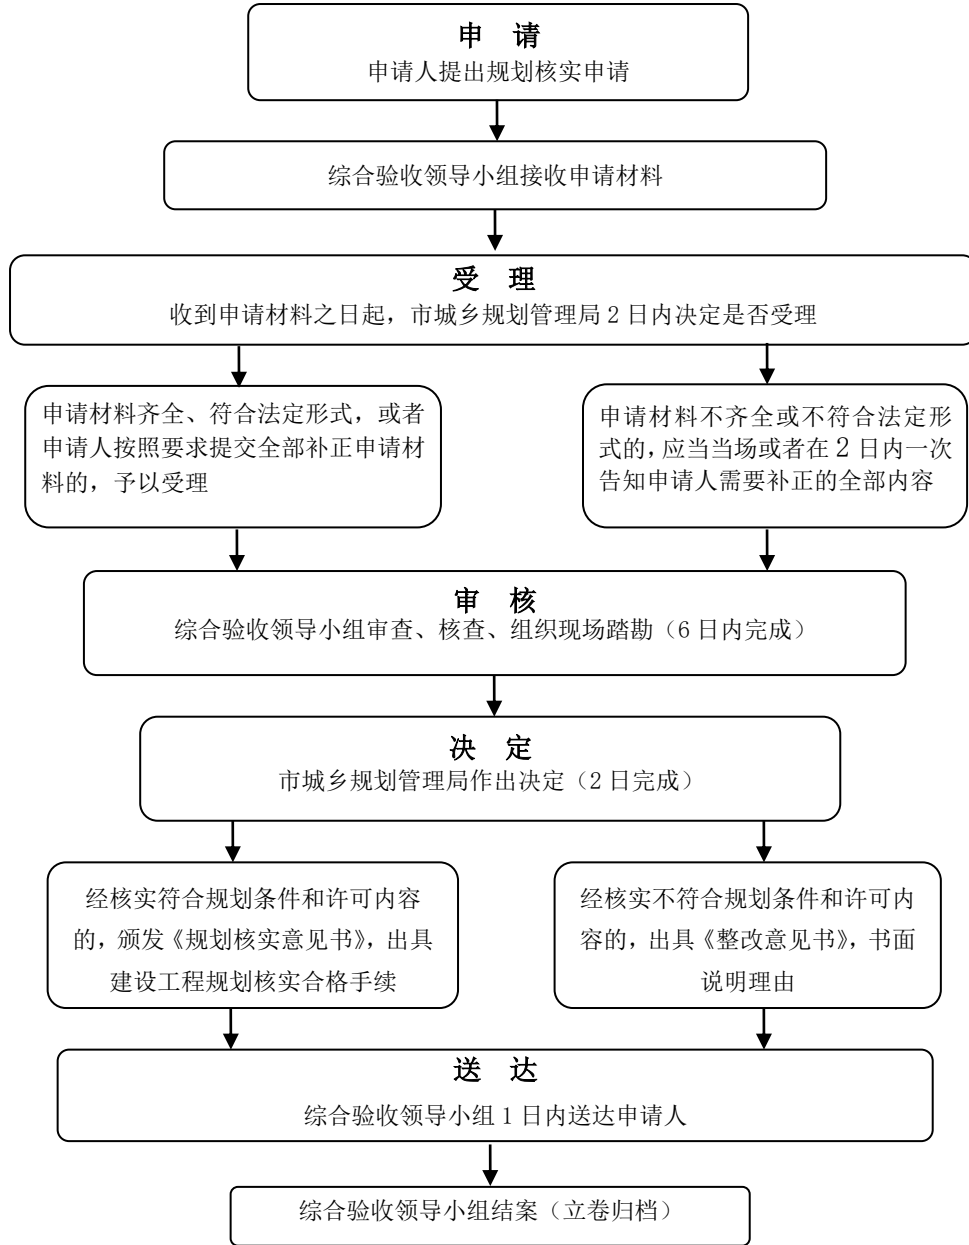 申 请
申请人提出规划核实申请
综合验收领导小组接收申请材料
受 理
收到申请材料之日起，市城乡规划管理局 2 日内决定是否受理
申请材料齐全、符合法定形式，或者
申请人按照要求提交全部补正申请材
料的，予以受理
申请材料不齐全或不符合法定形
式的，应当当场或者在 2 日内一次
告知申请人需要补正的全部内容
审 核
综合验收领导小组审查、核查、组织现场踏勘（6 日内完成）
决 定
市城乡规划管理局作出决定（2 日完成）
经核实符合规划条件和许可内容
的，颁发《规划核实意见书》，出具
建设工程规划核实合格手续
经核实不符合规划条件和许可内
容的，出具《整改意见书》，书面
说明理由
送 达
综合验收领导小组 1 日内送达申请人
综合验收领导小组结案（立卷归档）